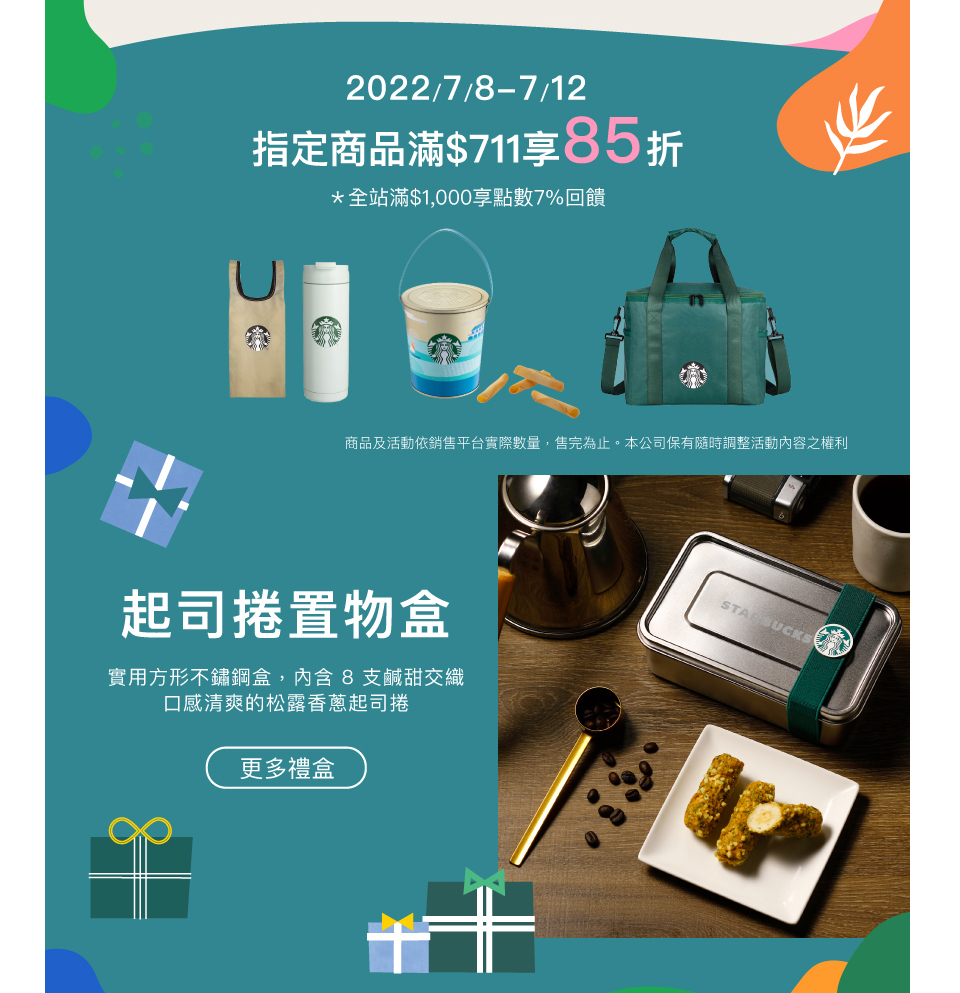 2022/7/8–7/12
指定商品滿$711享85折
＊全站滿$1,000享點數7%回饋
商品及活動依銷售平台實際數量，售完為止。本公司保有隨時調整活動內容之權利
起司捲置物盒
實用方形不鏽鋼盒，內含 8 支鹹甜交織
口感清爽的松露香蔥起司捲
更多禮盒
STARBUCKS